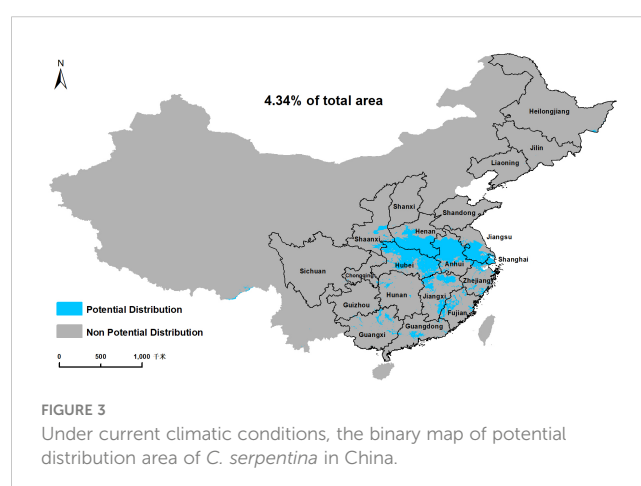 N
4.34% of total area
Heilongjiang
Jilin
Liaoning
Shanxi
Shandong
Henan
Jiangsu
Shaanxi
Shanghai
Sichuan
Chongqing
Hubei
Anhui
Zhejiang
Hunan
Jiangxi
Guizhou
Fujian
Guangxi
Guangdong
Potential Distribution
Non Potential Distribution
0 500 1,000 千米
FIGURE 3
Under current climatic conditions, the binary map of potential
distribution area of C. serpentina in China.